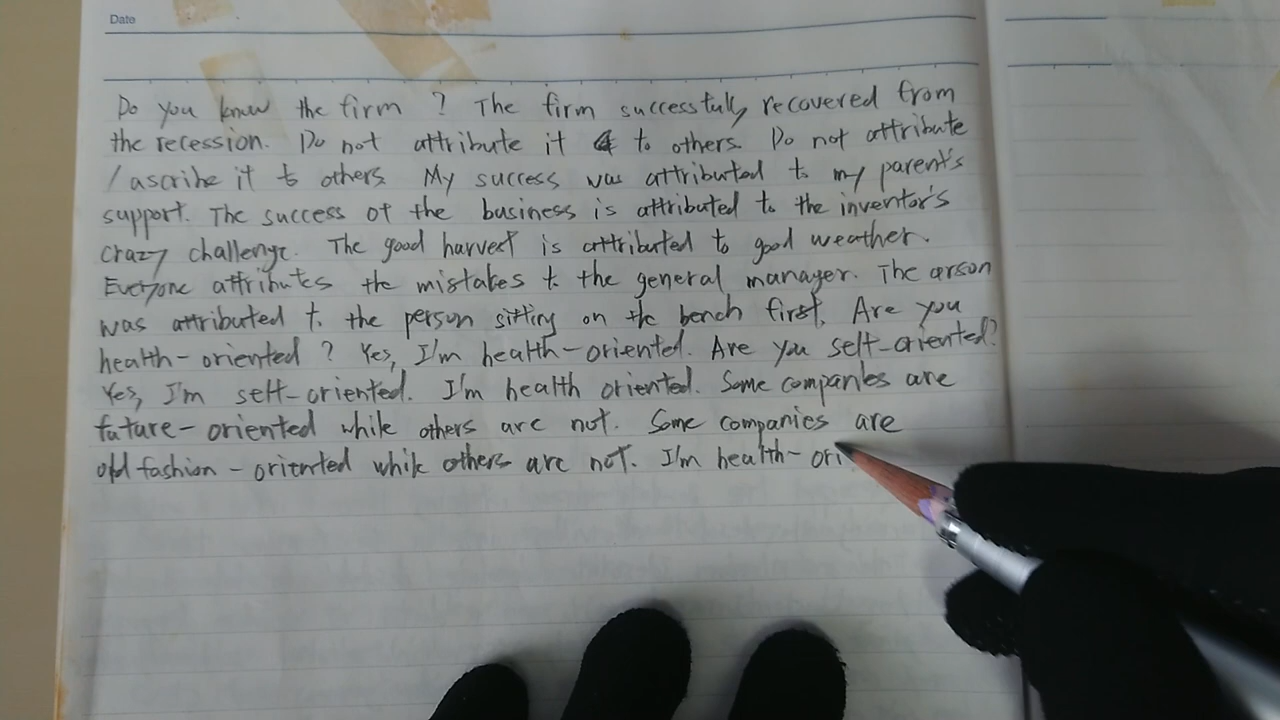 Date
Do you know the firm ? The firm successfully recovered from
the recession. Do not attribute it to others. Do not attribute
/ ascribe it to others. My success was attributed to my parent's
support. The success of the business is attributed to the inventor's
crazy challenge. The good harvest is attributed to good weather.
Everyone attributes the mistakes to the general manager. The arson
was attributed to the person sitting on the bench first. Are you
health-oriented ? Yes, I'm health-oriented. Are you self-oriented?
Yes, I'm self-oriented. I'm health oriented. Some companies are
future-oriented while others are not. Some companies are
old fashion-oriented while others are not. I'm health-ori